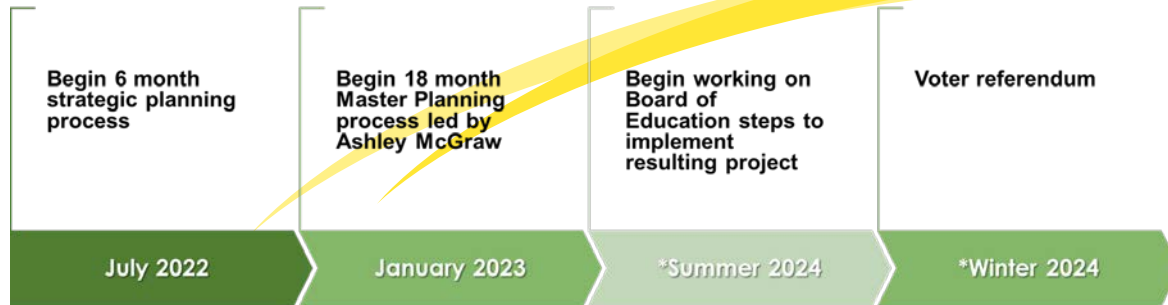 Begin 6 month
strategic planning
process
Begin 18 month
Master Planning
process led by
Ashley McGraw
Begin working on
Board of
Education steps to
implement
resulting project
Voter referendum
July 2022
January 2023
*Summer 2024
*Winter 2024